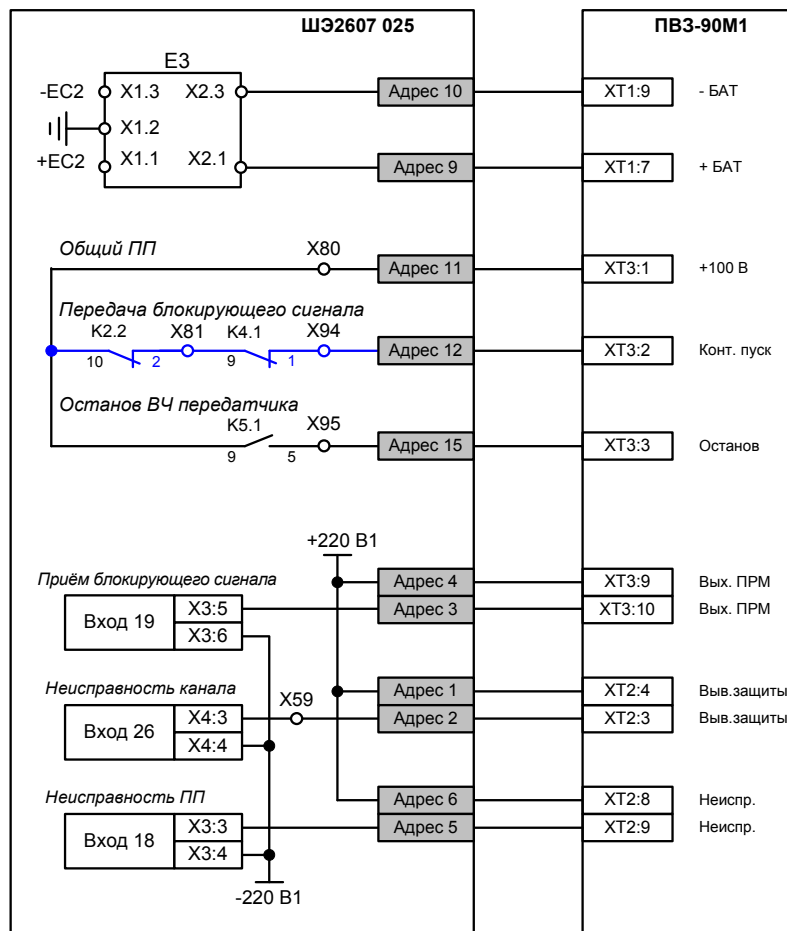 ШЭ2607 025 ПВЗ-90М1
E3
-EC2 X1.3 X2.3 Адрес 10 XT1:9 - БАТ
X1.2
+EC2 X1.1 X2.1 Адрес 9 XT1:7 + БАТ
Общий ПП X80
Адрес 11 XT3:1 +100 В
Передача блокирующего сигнала
K2.2 X81 K4.1 X94
Адрес 12 XT3:2 Конт. пуск
10 2 9 1
Останов ВЧ передатчика
K5.1 X95
Адрес 15 XT3:3 Останов
9 5
+220 В1
Приём блокирующего сигнала Адрес 4 XT3:9 Вых. ПРМ
Вход 19 X3:5 Адрес 3 XT3:10 Вых. ПРМ
X3:6
Неисправность канала X59 Адрес 1 XT2:4 Выв.защиты
Вход 26 X4:3 Адрес 2 XT2:3 Выв.защиты
X4:4
Неисправность ПП Адрес 6 XT2:8 Неиспр.
Вход 18 X3:3 Адрес 5 XT2:9 Неиспр.
X3:4
-220 В1